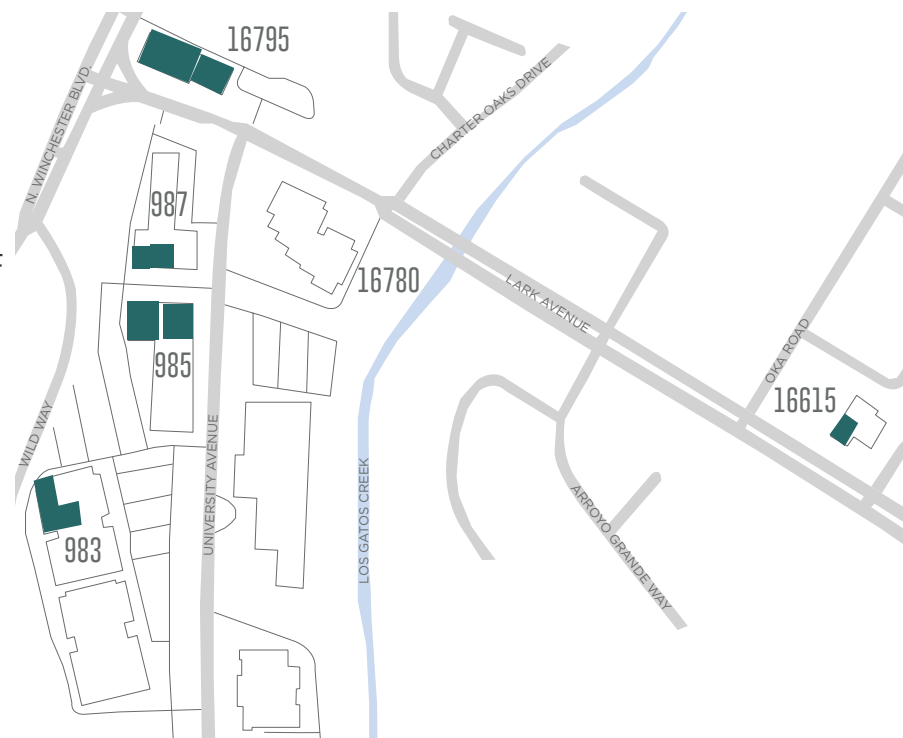 16795
N. WINCHESTER BLVD.
CHARTER OAKS DRIVE
987
16780
LARK AVENUE
985
OKA ROAD
16615
WILD WAY
UNIVERSITY AVENUE
LOS GATOS CREEK
983
ARROYO GRANDE WAY